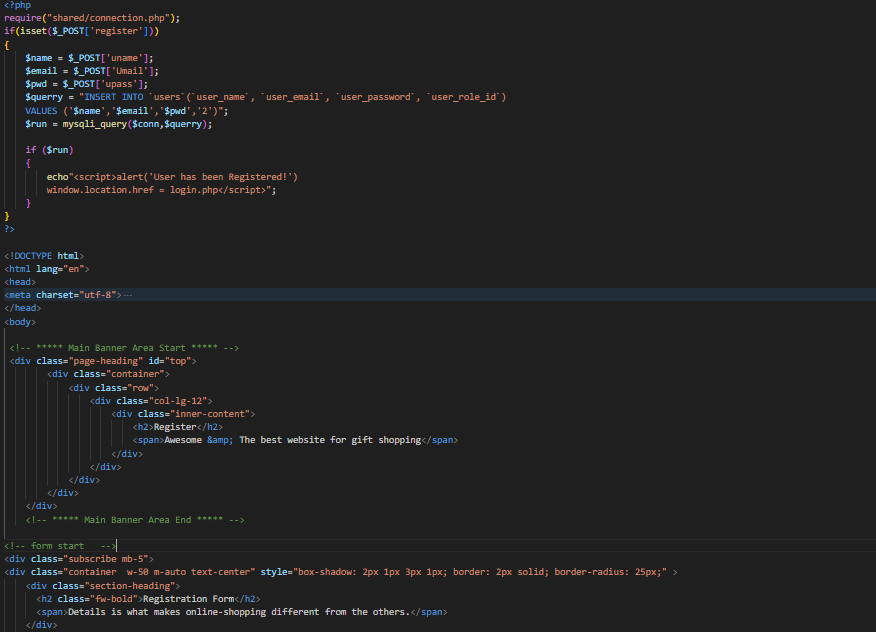 <?php
require("shared/connection.php");
if(isset($_POST['register']))
{
$name = $_POST['uname'];
$email = $_POST['Umail'];
$pwd = $_POST['upass'];
$querry = "INSERT INTO `users`(`user_name`, `user_email`, `user_password`, `user_role_id`)
VALUES ('$name','$email','$pwd','2')";
$run = mysqli_query($conn,$querry);
if ($run)
{
echo"<script>alert('User has been Registered!')
window.location.href = login.php</script>";
}
}
?>
<!DOCTYPE html>
<html lang="en">
<head>
<meta charset="utf-8">···
</head>
<body>
<!-- ***** Main Banner Area Start ***** -->
<div class="page-heading" id="top">
<div class="container">
<div class="row">
<div class="col-lg-12">
<div class="inner-content">
<h2>Register</h2>
<span>Awesome &amp; The best website for gift shopping</span>
</div>
</div>
</div>
</div>
</div>
<!-- ***** Main Banner Area End ***** -->
<!-- form start   -->
<div class="subscribe mb-5">
<div class="container  w-50 m-auto text-center" style="box-shadow: 2px 1px 3px 1px; border: 2px solid; border-radius: 25px;" >
<div class="section-heading">
<h2 class="fw-bold">Registration Form</h2>
<span>Details is what makes online-shopping different from the others.</span>
</div>